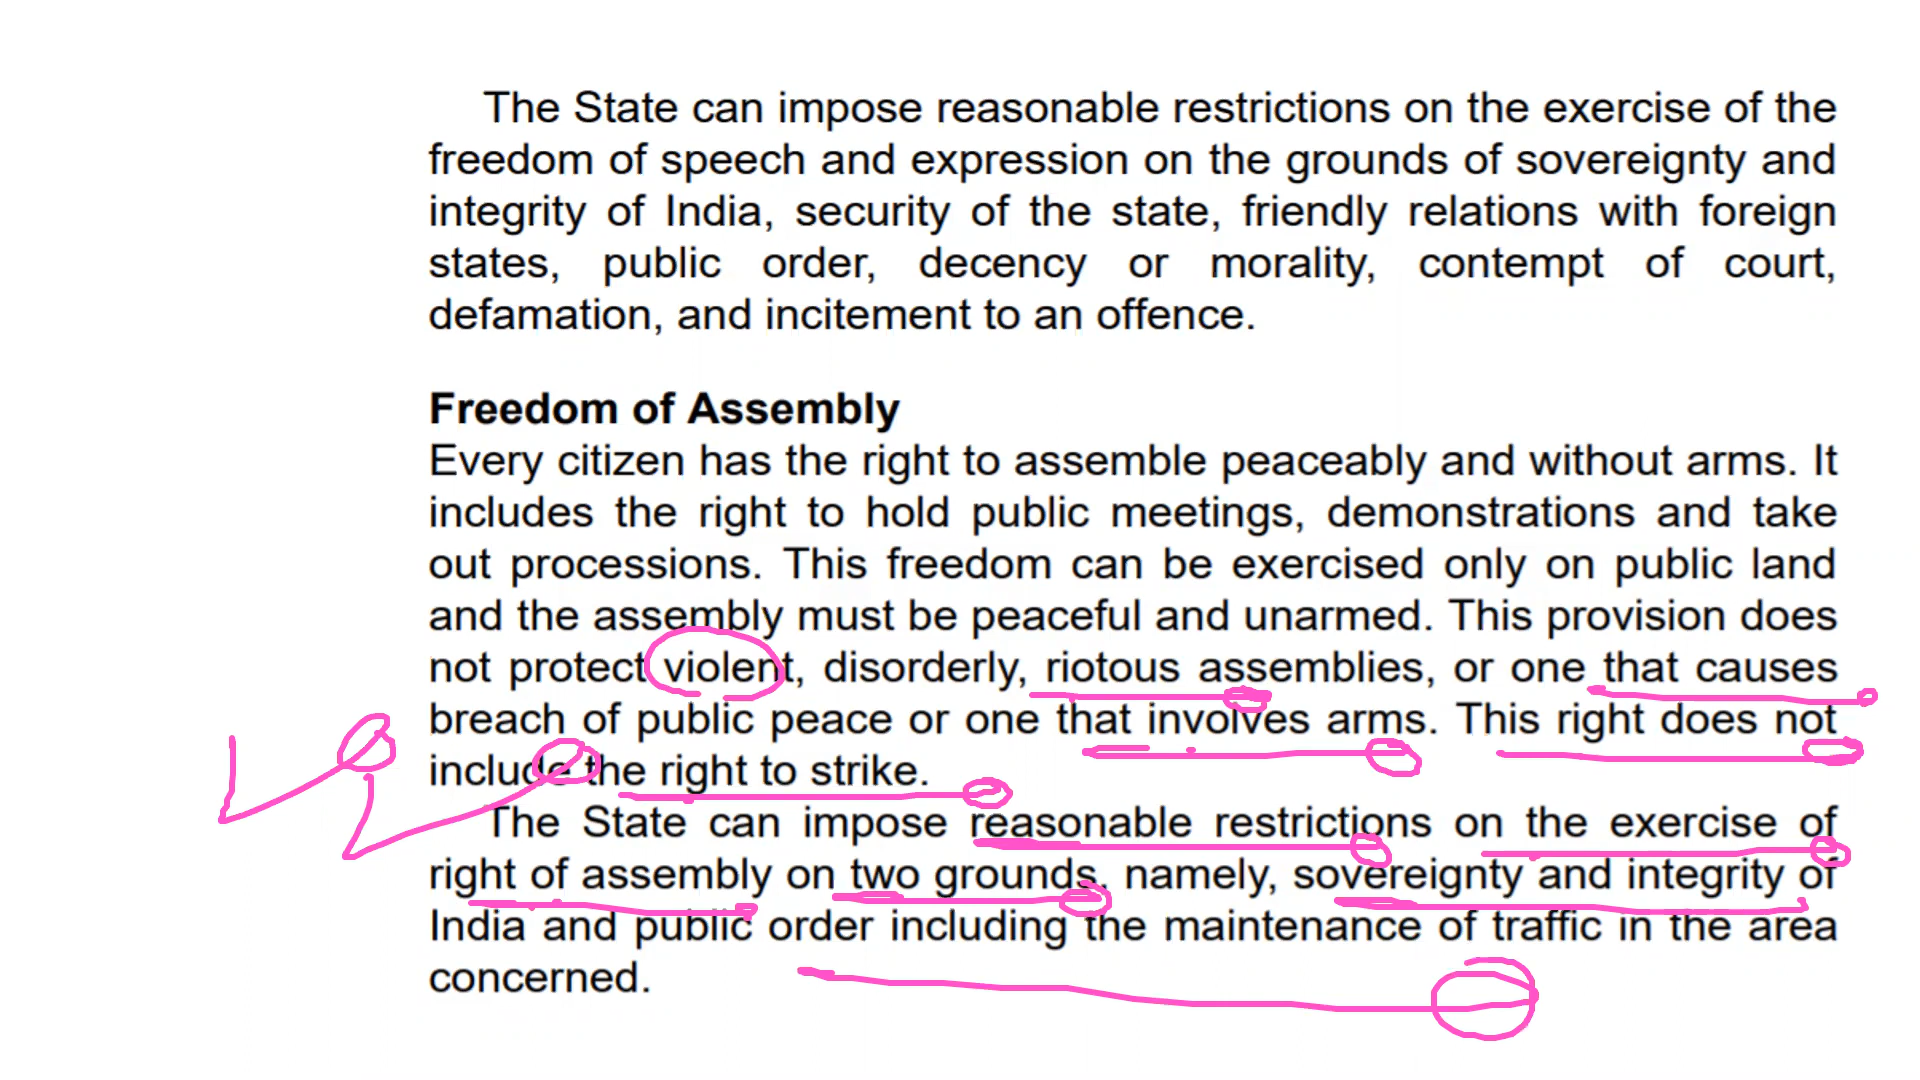 The State can impose reasonable restrictions on the exercise of the
freedom of speech and expression on the grounds of sovereignty and
integrity of India, security of the state, friendly relations with foreign
states, public order, decency or morality, contempt of court,
defamation, and incitement to an offence.
Freedom of Assembly
Every citizen has the right to assemble peaceably and without arms. It
includes the right to hold public meetings, demonstrations and take
out processions. This freedom can be exercised only on public land
and the assembly must be peaceful and unarmed. This provision does
not protect violent, disorderly, riotous assemblies, or one that causes
breach of public peace or one that involves arms. This right does not
include the right to strike.
The State can impose reasonable restrictions on the exercise of
right of assembly on two grounds, namely, sovereignty and integrity of
India and public order including the maintenance of traffic in the area
concerned.